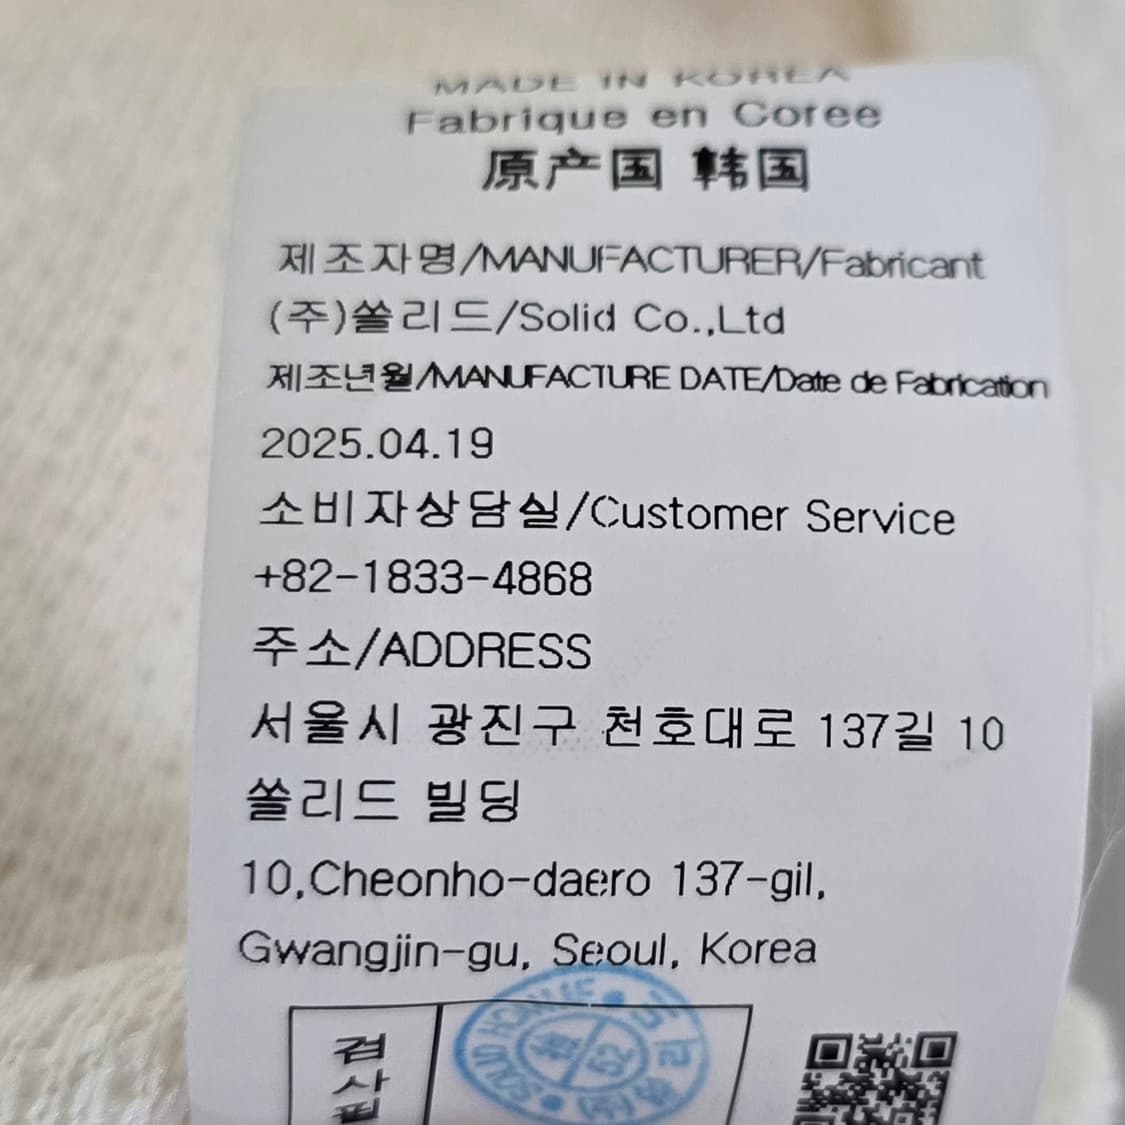 MADE IN KOREA
Fabrique en Coree
原产国 韩国
제조자명/MANUFACTURER/Fabricant
(주)쏠리드/Solid Co.,Ltd
제조년월/MANUFACTURE DATE/Date de Fabrication
2025.04.19
소비자상담실/Customer Service
+82-1833-4868
주소/ADDRESS
서울시 광진구 천호대로 137길 10
쏠리드 빌딩
10,Cheonho-daero 137-gil,
Gwangjin-gu, Seoul, Korea
검
사
필
52